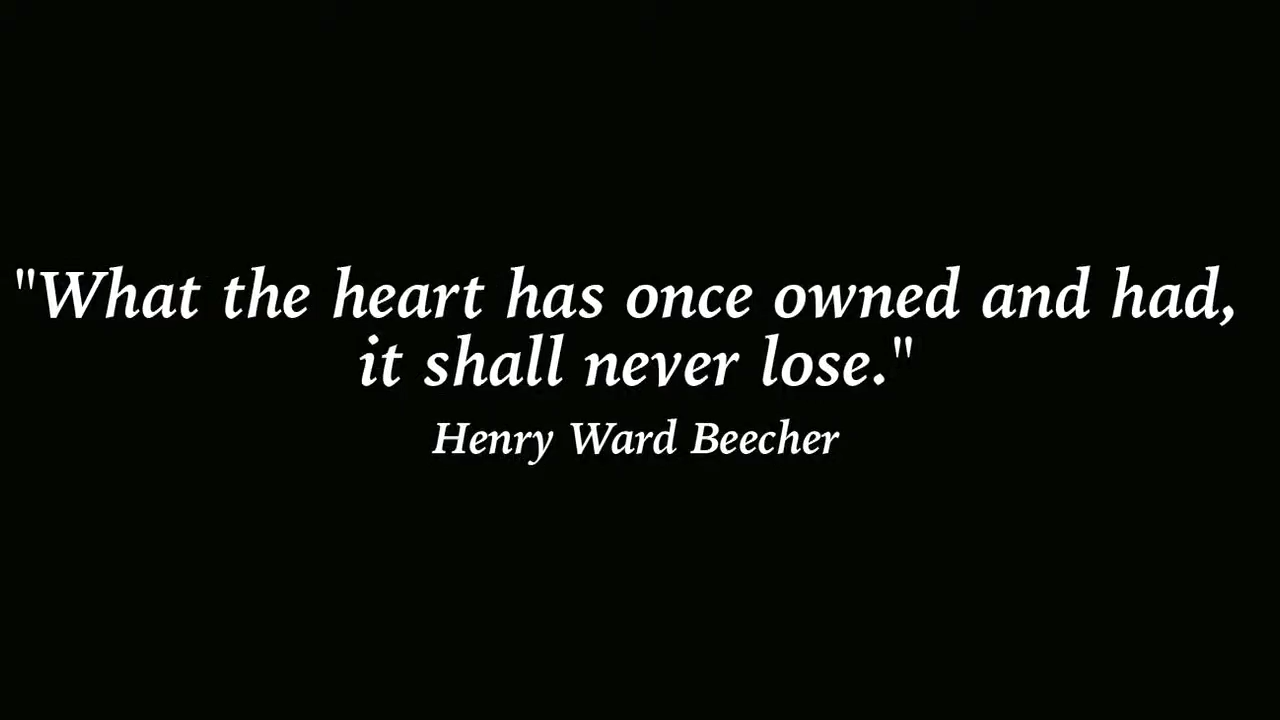 "What the heart has once owned and had,
it shall never lose."
Henry Ward Beecher